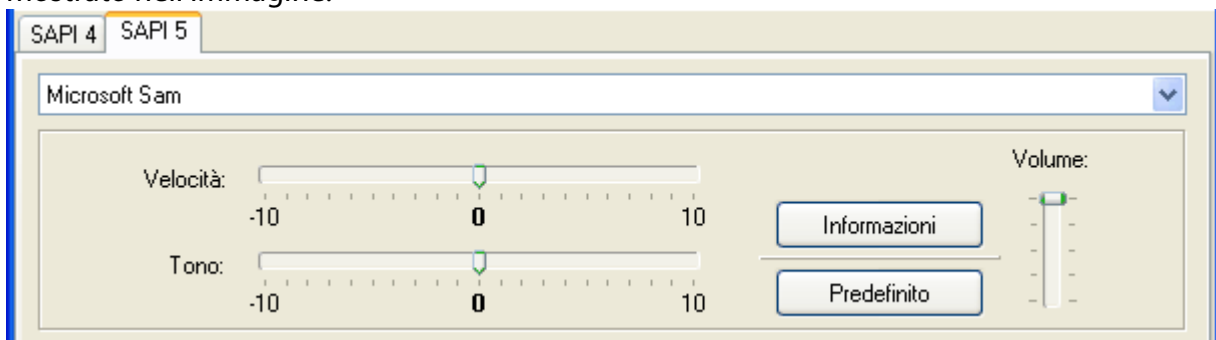 SAPI 4 SAPI 5
Microsoft Sam
Velocità:
-10 0 10
Tono:
-10 0 10
Informazioni
Predefinito
Volume: